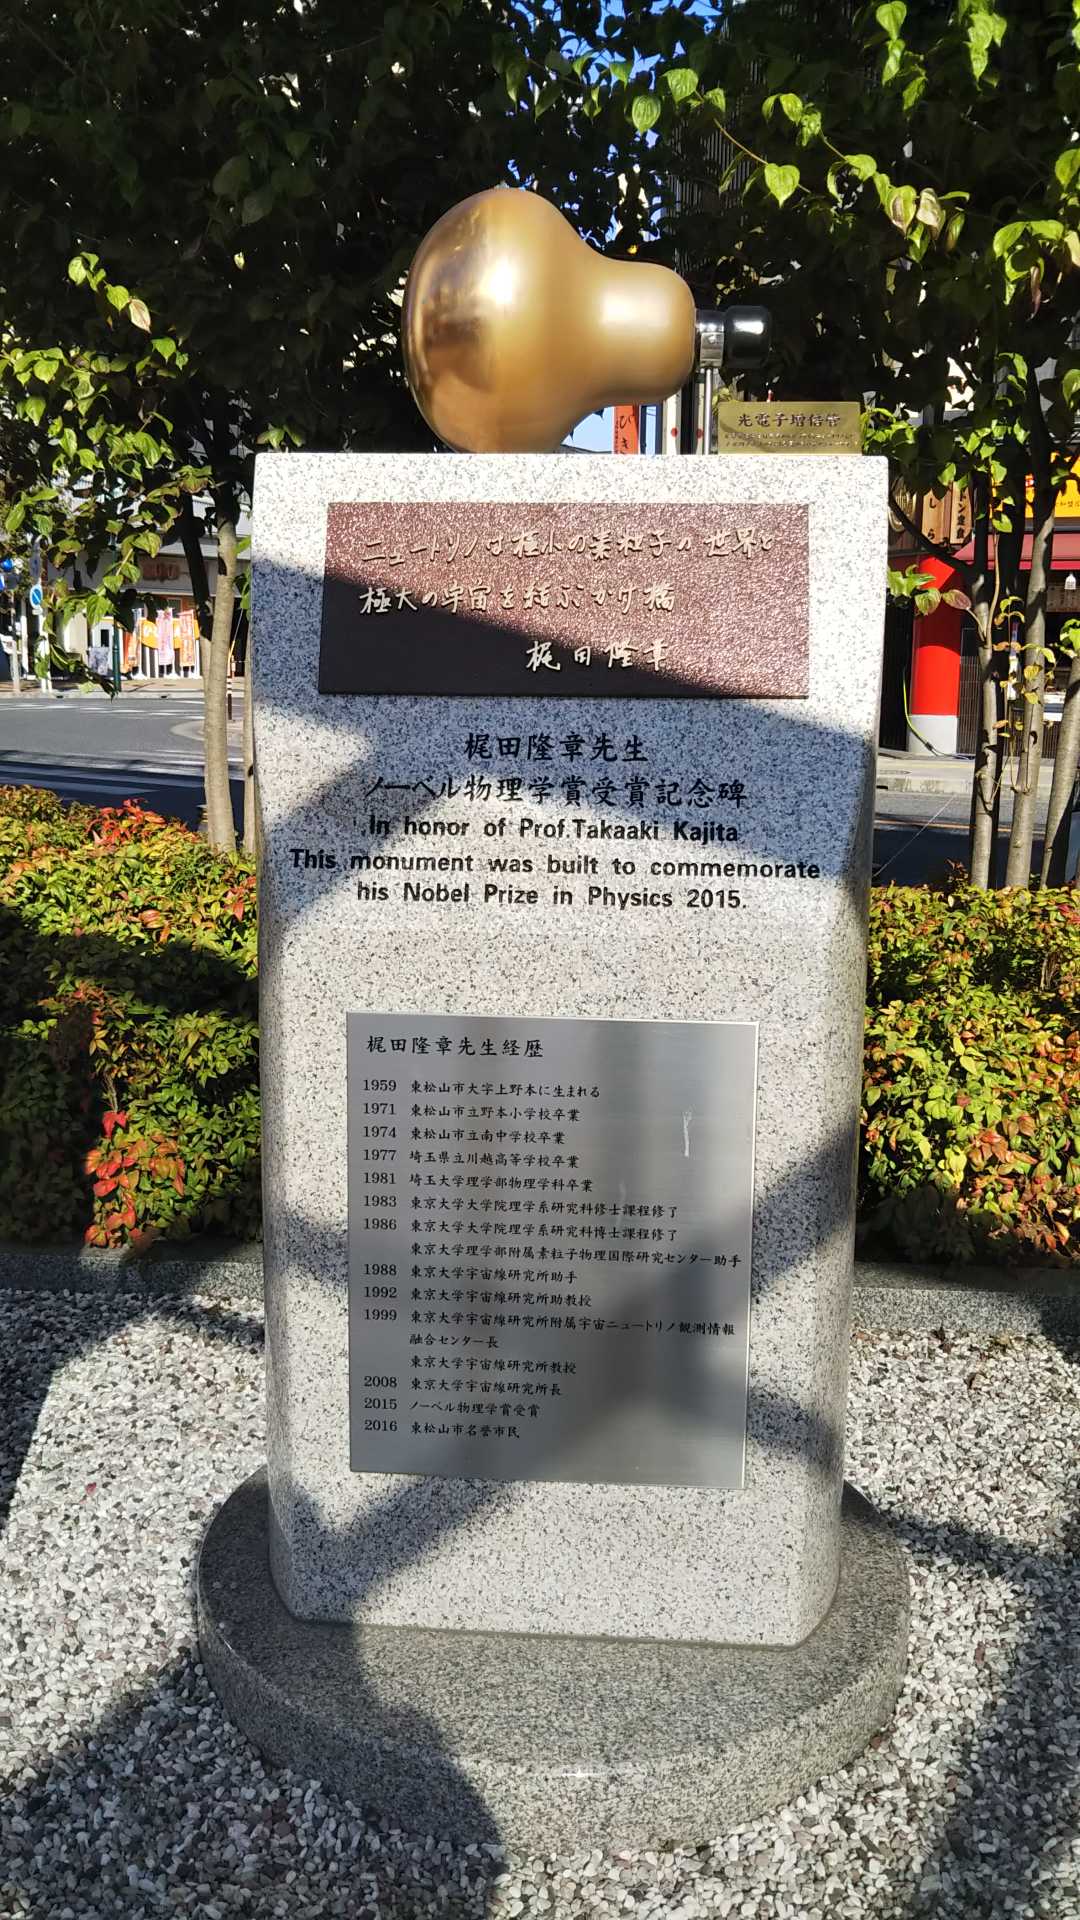 光電子増倍管
ニュートリノは極小の素粒子の世界と
極大の宇宙を結ぶかけ橋
梶田隆章
梶田隆章先生
ノーベル物理学賞受賞記念碑
In honor of Prof.Takaaki Kajita
This monument was built to commemorate
his Nobel Prize in Physics 2015.
梶田隆章先生経歴
1959 東松山市大字上野本に生まれる
1971 東松山市立野本小学校卒業
1974 東松山市立南中学校卒業
1977 埼玉県立川越高等学校卒業
1981 埼玉大学理学部物理学科卒業
1983 東京大学大学院理学系研究科修士課程修了
1986 東京大学大学院理学系研究科博士課程修了
東京大学理学部附属素粒子物理国際研究センター助手
1988 東京大学宇宙線研究所助手
1992 東京大学宇宙線研究所助教授
1999 東京大学宇宙線研究所附属宇宙ニュートリノ観測情報
融合センター長
東京大学宇宙線研究所教授
2008 東京大学宇宙線研究所長
2015 ノーベル物理学賞受賞
2016 東松山市名誉市民